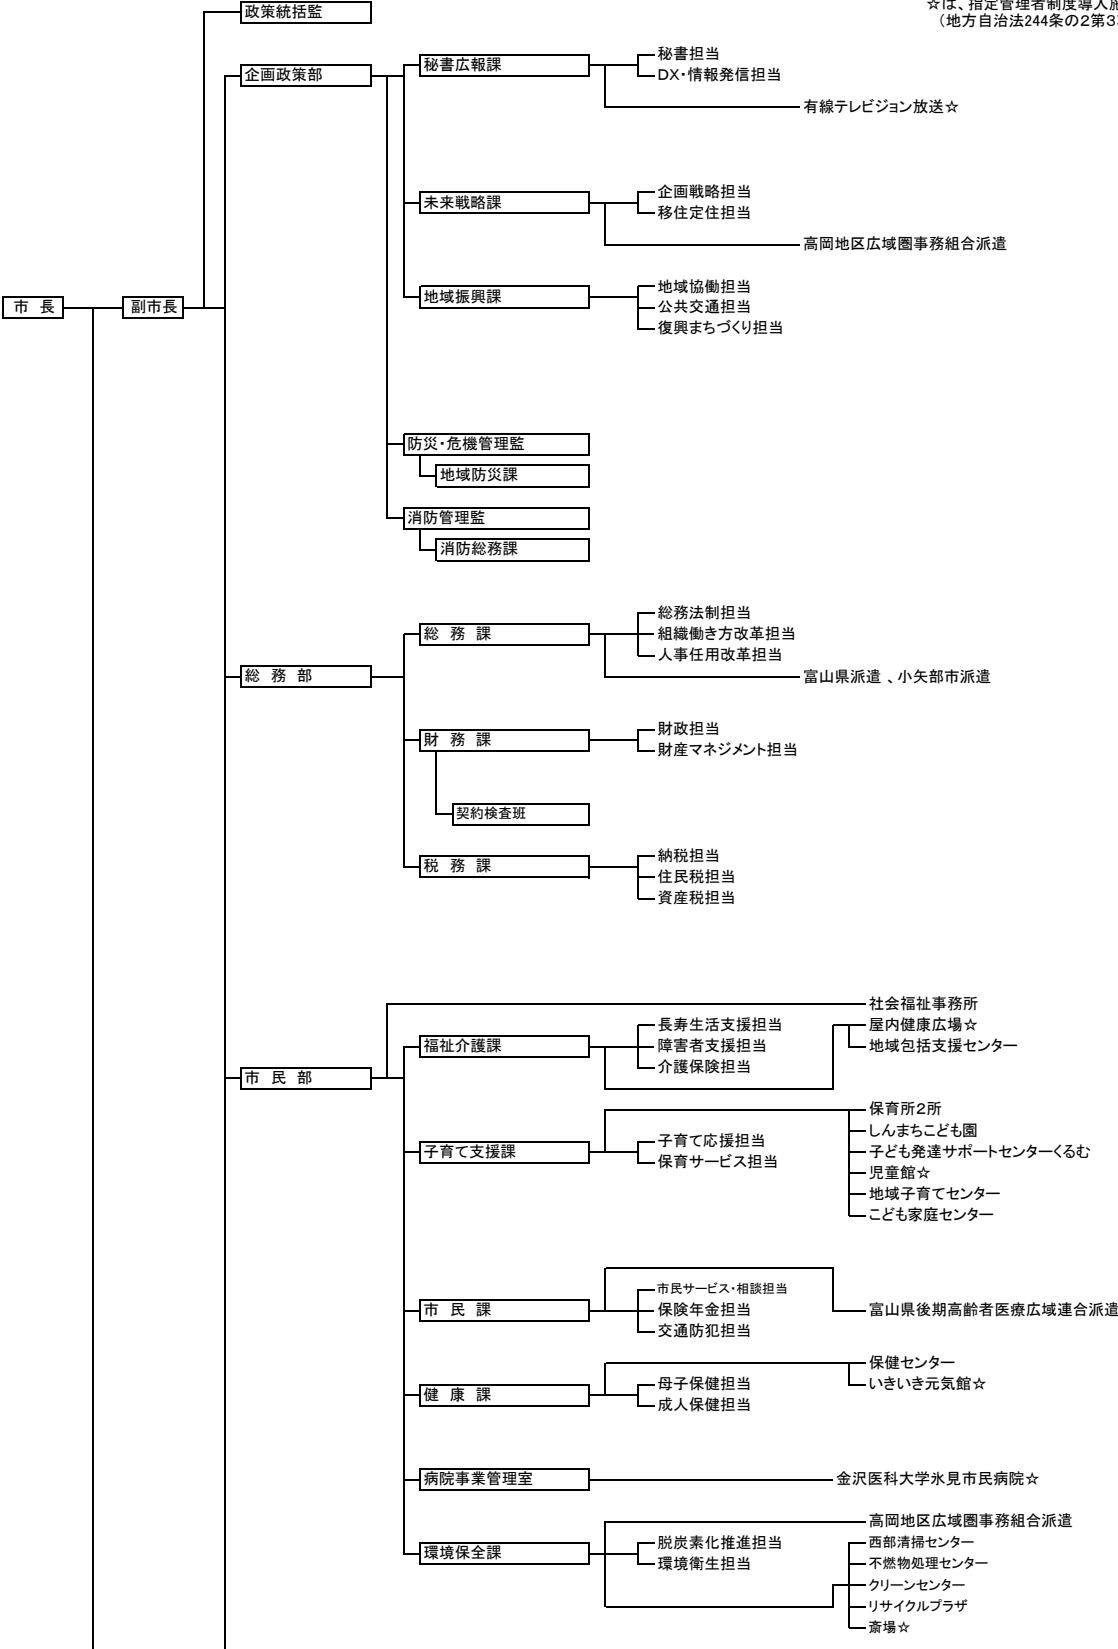 ☆は、指定管理者制度導入施
（地方自治法244条の2第3
政策統括監
企画政策部
秘書広報課
秘書担当
DX・情報発信担当
有線テレビジョン放送☆
未来戦略課
企画戦略担当
移住定住担当
高岡地区広域圏事務組合派遣
市 長
副市長
地域振興課
地域協働担当
公共交通担当
復興まちづくり担当
防災・危機管理監
地域防災課
消防管理監
消防総務課
総務法制担当
総 務 課
組織働き方改革担当
人事任用改革担当
総 務 部
富山県派遣 、小矢部市派遣
財政担当
財 務 課
財産マネジメント担当
契約検査班
納税担当
税 務 課
住民税担当
資産税担当
社会福祉事務所
長寿生活支援担当
屋内健康広場☆
福祉介護課
障害者支援担当
地域包括支援センター
介護保険担当
市 民 部
保育所2所
しんまちこども園
子育て応援担当
子育て支援課
子ども発達サポートセンターくるむ
保育サービス担当
児童館☆
地域子育てセンター
こども家庭センター
市民サービス・相談担当
市 民 課
保険年金担当
富山県後期高齢者医療広域連合派遣
交通防犯担当
保健センター
母子保健担当
いきいき元気館☆
健 康 課
成人保健担当
病院事業管理室
金沢医科大学氷見市民病院☆
高岡地区広域圏事務組合派遣
脱炭素化推進担当
西部清掃センター
環境保全課
環境衛生担当
不燃物処理センター
クリーンセンター
リサイクルプラザ
斎場☆